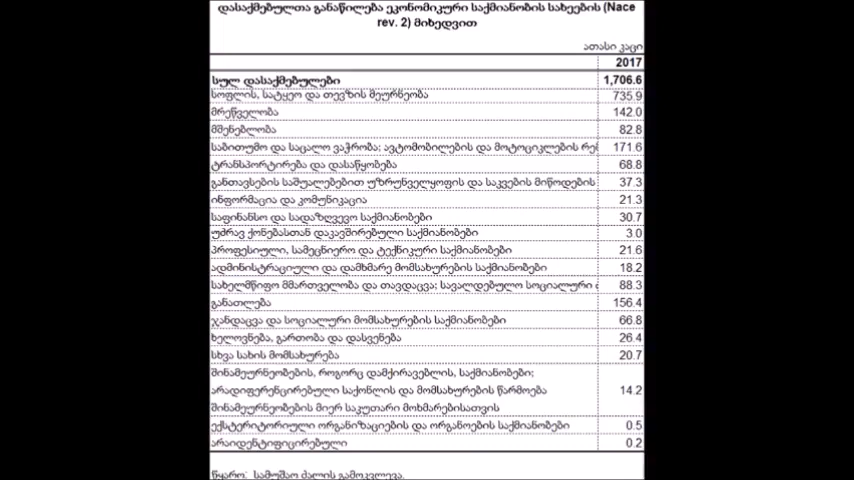 დასაქმებულთა განაწილება ეკონომიკური საქმიანობის სახეების (Nace
rev. 2) მიხედვით
ათასი კაცი
2017
სულ დასაქმებულები 1,706.6
სოფლის, სატყეო და თევზის მეურნეობა 735.9
მრეწველობა 142.0
მშენებლობა 82.8
საბითუმო და საცალო ვაჭრობა; ავტომობილების და მოტოციკლების რე 171.6
ტრანსპორტირება და დასაწყობება 68.8
განთავსების საშუალებებით უზრუნველყოფის და საკვების მიწოდების 37.3
ინფორმაცია და კომუნიკაცია 21.3
საფინანსო და სადაზღვევო საქმიანობები 30.7
უძრავ ქონებასთან დაკავშირებული საქმიანობები 3.0
პროფესიული, სამეცნიერო და ტექნიკური საქმიანობები 21.6
ადმინისტრაციული და დამხმარე მომსახურების საქმიანობები 18.2
სახელმწიფო მმართველობა და თავდაცვა; სავალდებულო სოციალური 88.3
განათლება 156.4
ჯანდაცვა და სოციალური მომსახურების საქმიანობები 66.8
ხელოვნება, გართობა და დასვენება 26.4
სხვა სახის მომსახურება 20.7
შინამეურნეობების, როგორც დამქირავებლის, საქმიანობები;
არადიფერენცირებული საქონლის და მომსახურების წარმოება 14.2
შინამეურნეობების მიერ საკუთარი მოხმარებისათვის
ექსტერიტორიული ორგანიზაციების და ორგანოების საქმიანობები 0.5
არაიდენტიფიცირებული 0.2
წყარო: სამუშაო ძალის გამოკვლევა.